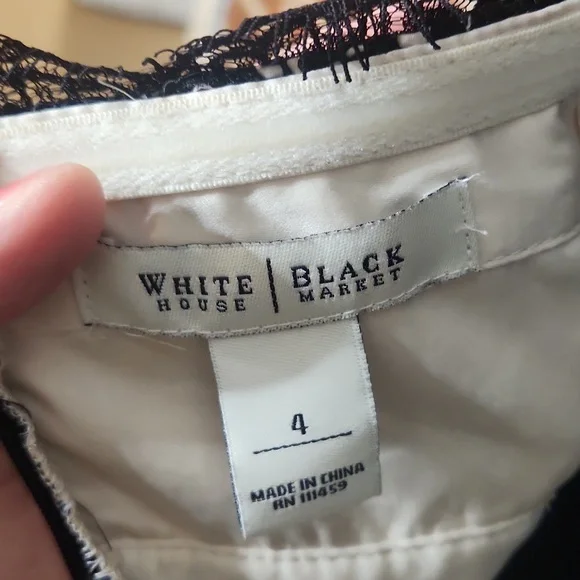 WHITE HOUSE | BLACK MARKET
4
MADE IN CHINA
RN 111459